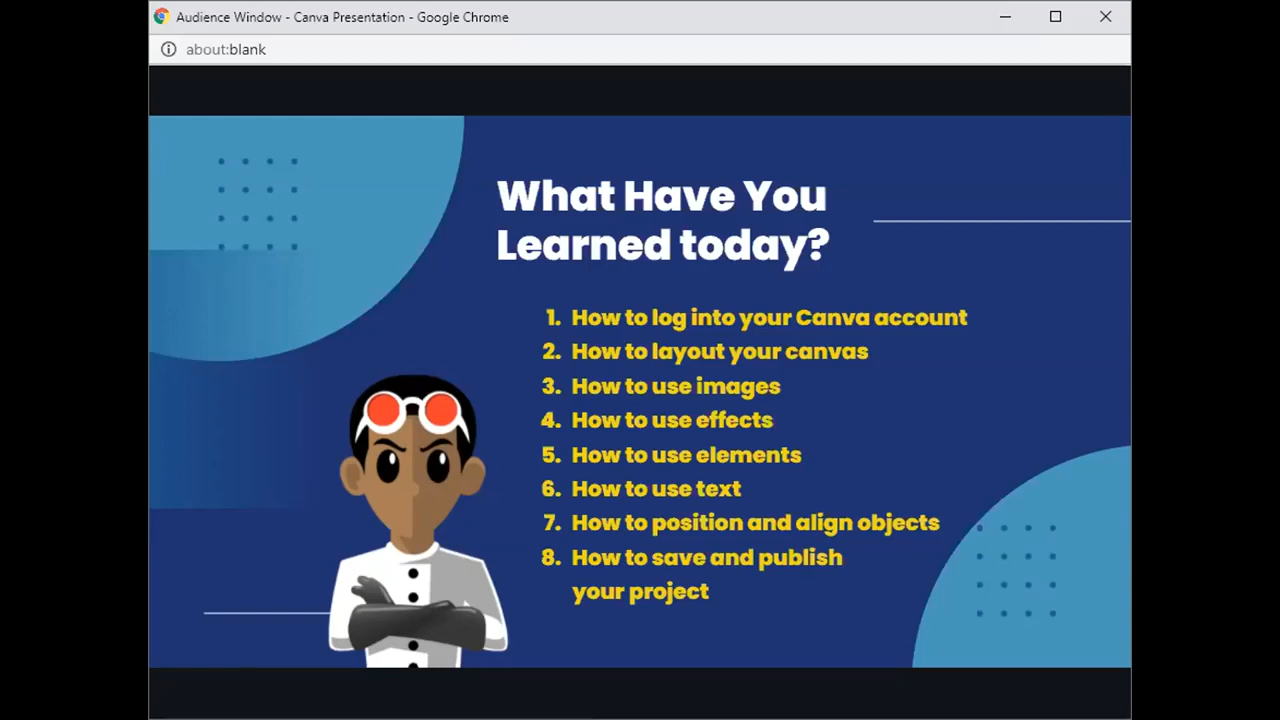 Audience Window - Canva Presentation - Google Chrome
about:blank
What Have You
Learned today?
1. How to log into your Canva account
2. How to layout your canvas
3. How to use images
4. How to use effects
5. How to use elements
6. How to use text
7. How to position and align objects
8. How to save and publish
your project